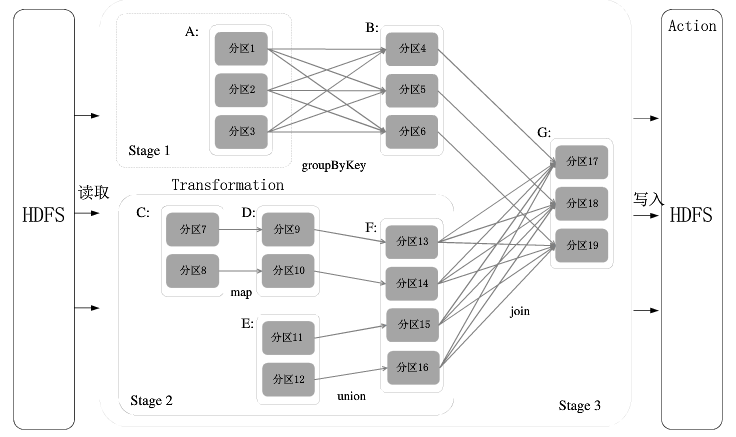 HDFS
读取
A:
分区1
分区2
分区3
Stage 1
B:
分区4
分区5
分区6
groupByKey
Transformation
C:
分区7
分区8
map
D:
分区9
分区10
E:
分区11
分区12
union
F:
分区13
分区14
分区15
分区16
Stage 2
join
G:
分区17
分区18
分区19
Stage 3
写入
Action
HDFS